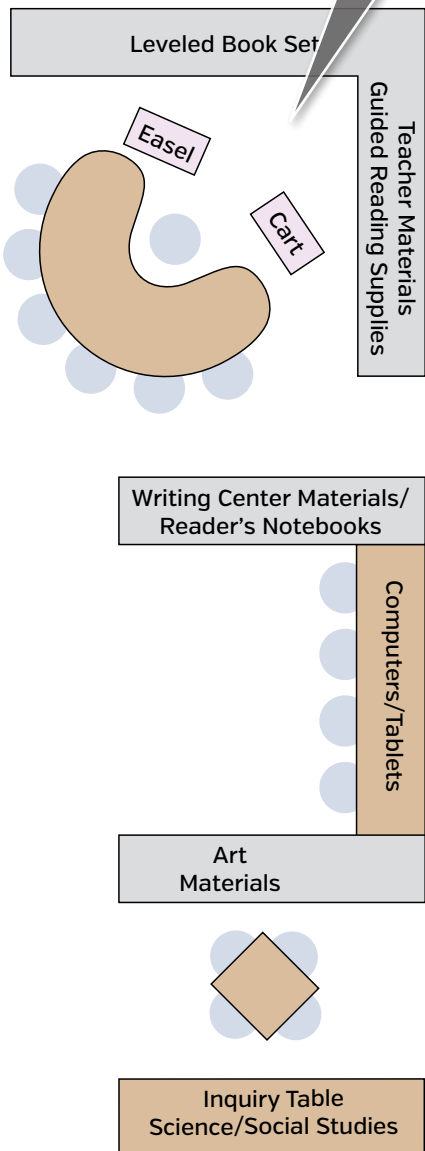 Leveled Book Set
Easel
Cart
Teacher Materials
Guided Reading Supplies
Writing Center Materials/
Reader's Notebooks
Computers/Tablets
Art
Materials
Inquiry Table
Science/Social Studies